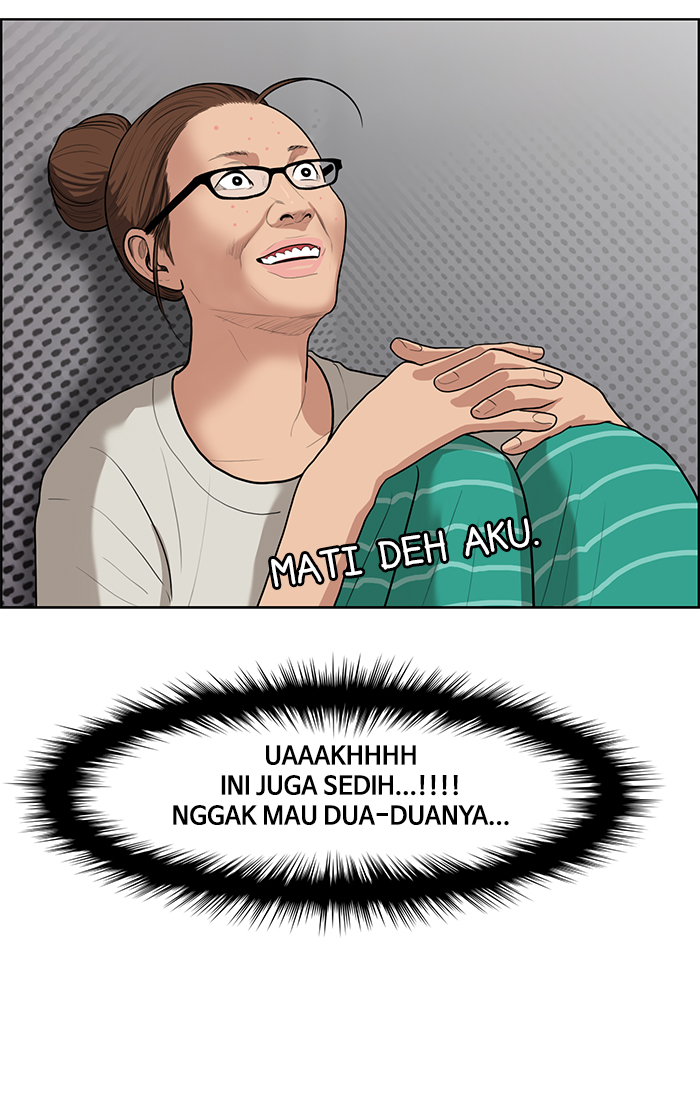 MATI DEH AKU.
UAAAKHHHH
INI JUGA SEDIH...!!!!
NGGAK MAU DUA-DUANYA...